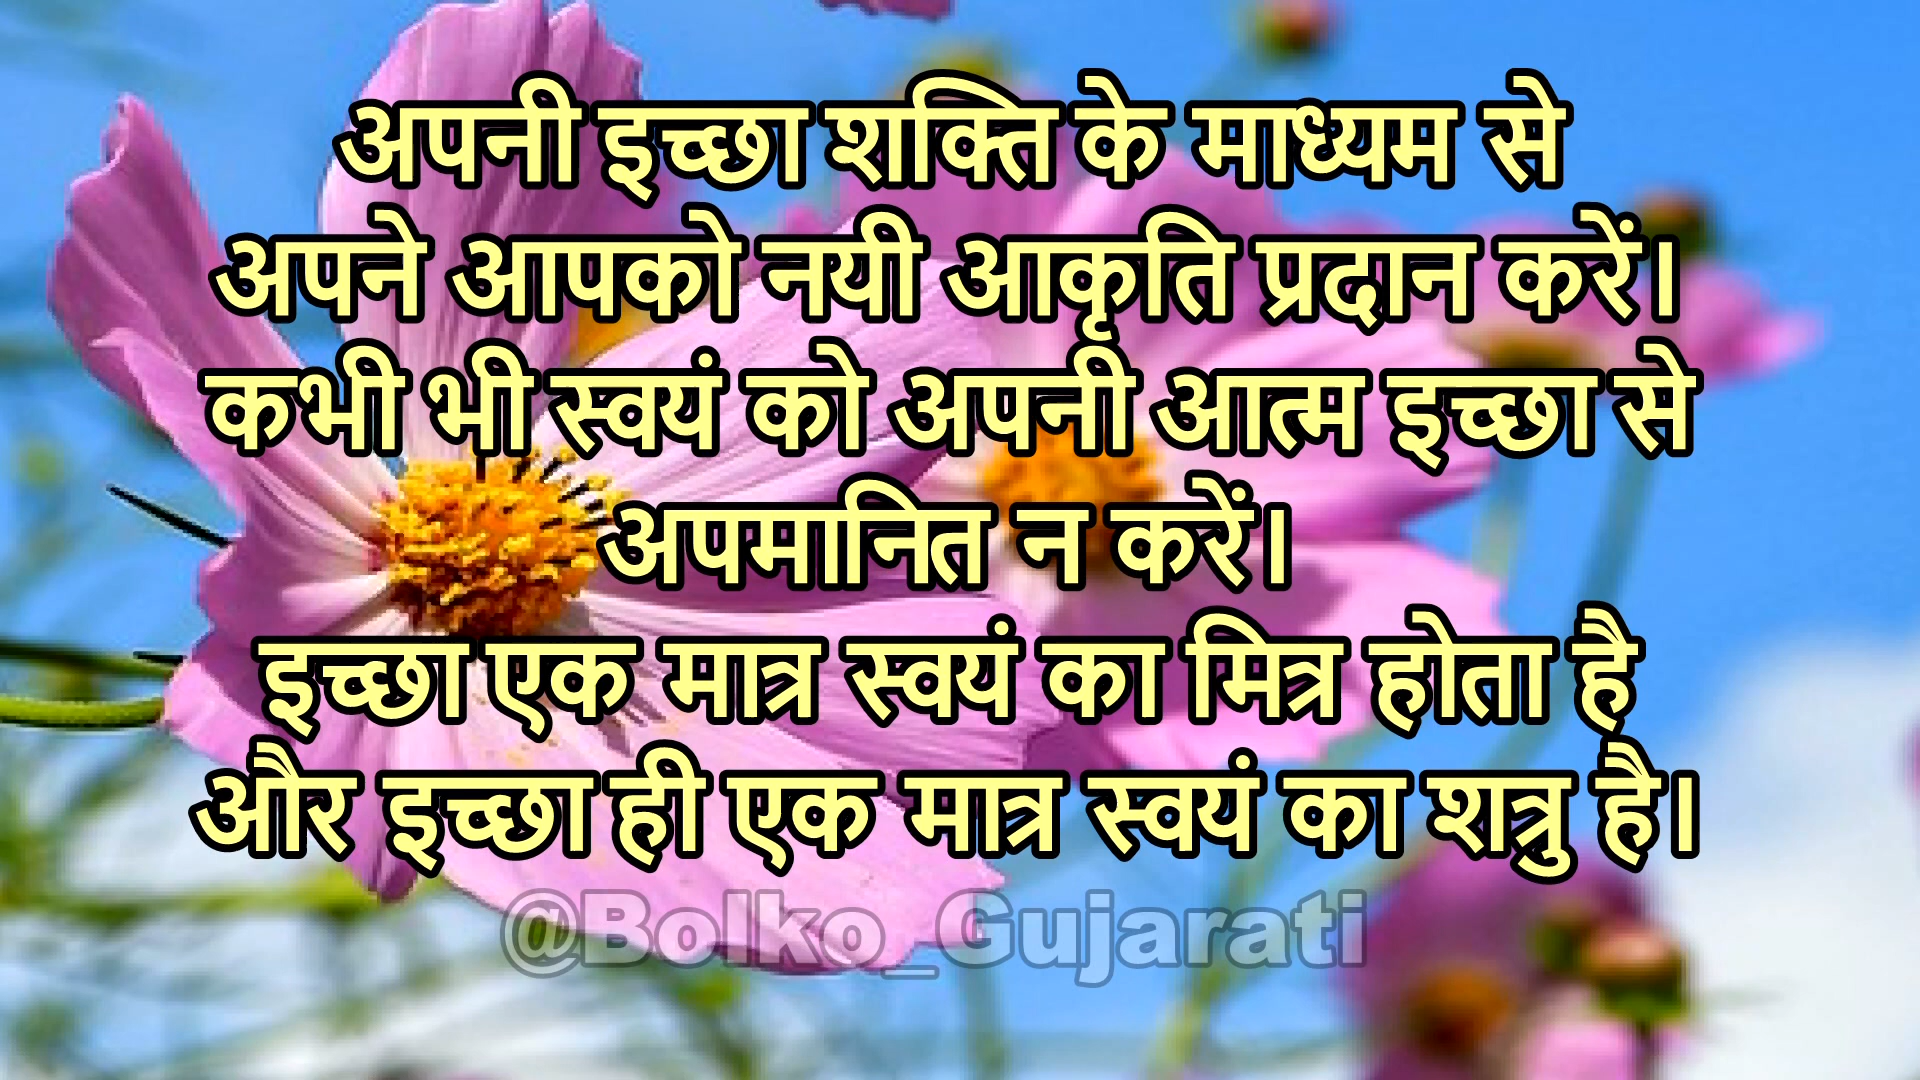 अपनी इच्छा शक्ति के माध्यम से
अपने आपको नयी आकृति प्रदान करें।
कभी भी स्वयं को अपनी आत्म इच्छा से
अपमानित न करें।
इच्छा एक मात्र स्वयं का मित्र होता है
और इच्छा ही एक मात्र स्वयं का शत्रु है।
@Bolko_Gujarati